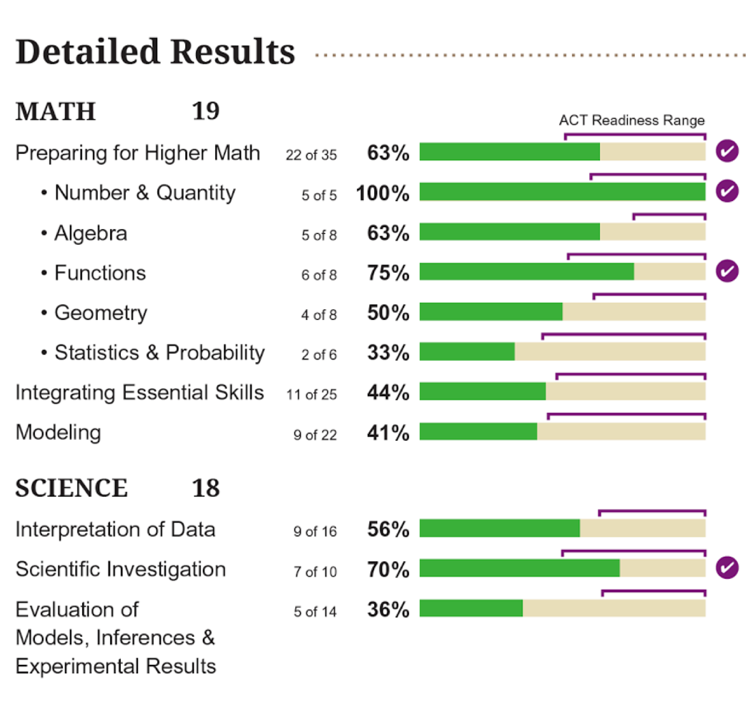 Detailed Results
MATH 19
ACT Readiness Range
Preparing for Higher Math 22 of 35 63%
• Number & Quantity 5 of 5 100%
• Algebra 5 of 8 63%
• Functions 6 of 8 75%
• Geometry 4 of 8 50%
• Statistics & Probability 2 of 6 33%
Integrating Essential Skills 11 of 25 44%
Modeling 9 of 22 41%
SCIENCE 18
Interpretation of Data 9 of 16 56%
Scientific Investigation 7 of 10 70%
Evaluation of 5 of 14 36%
Models, Inferences &
Experimental Results